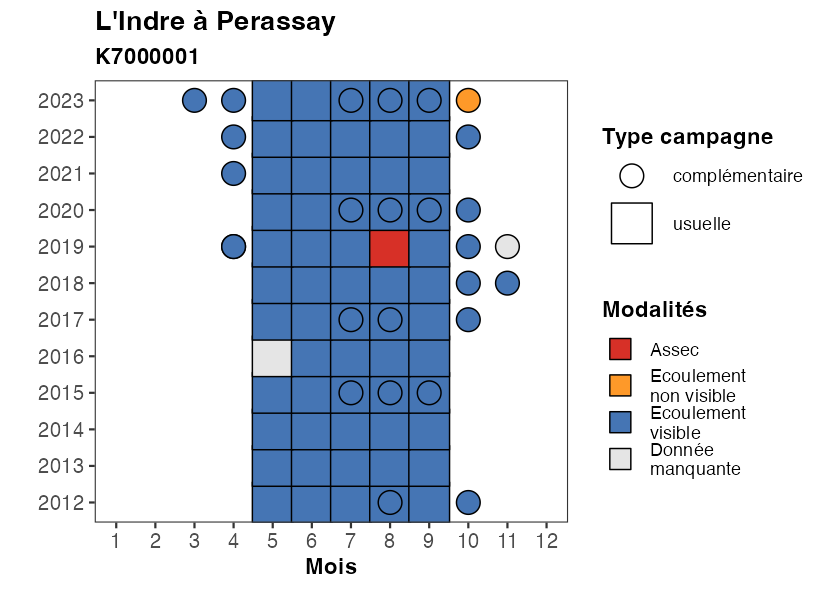 L'Indre à Perassay
K7000001
2023
2022
2021
2020
2019
2018
2017
2016
2015
2014
2013
2012
1 2 3 4 5 6 7 8 9 10 11 12
Mois
Type campagne
complémentaire
usuelle
Modalités
Assec
Ecoulement
non visible
Ecoulement
visible
Donnée
manquante